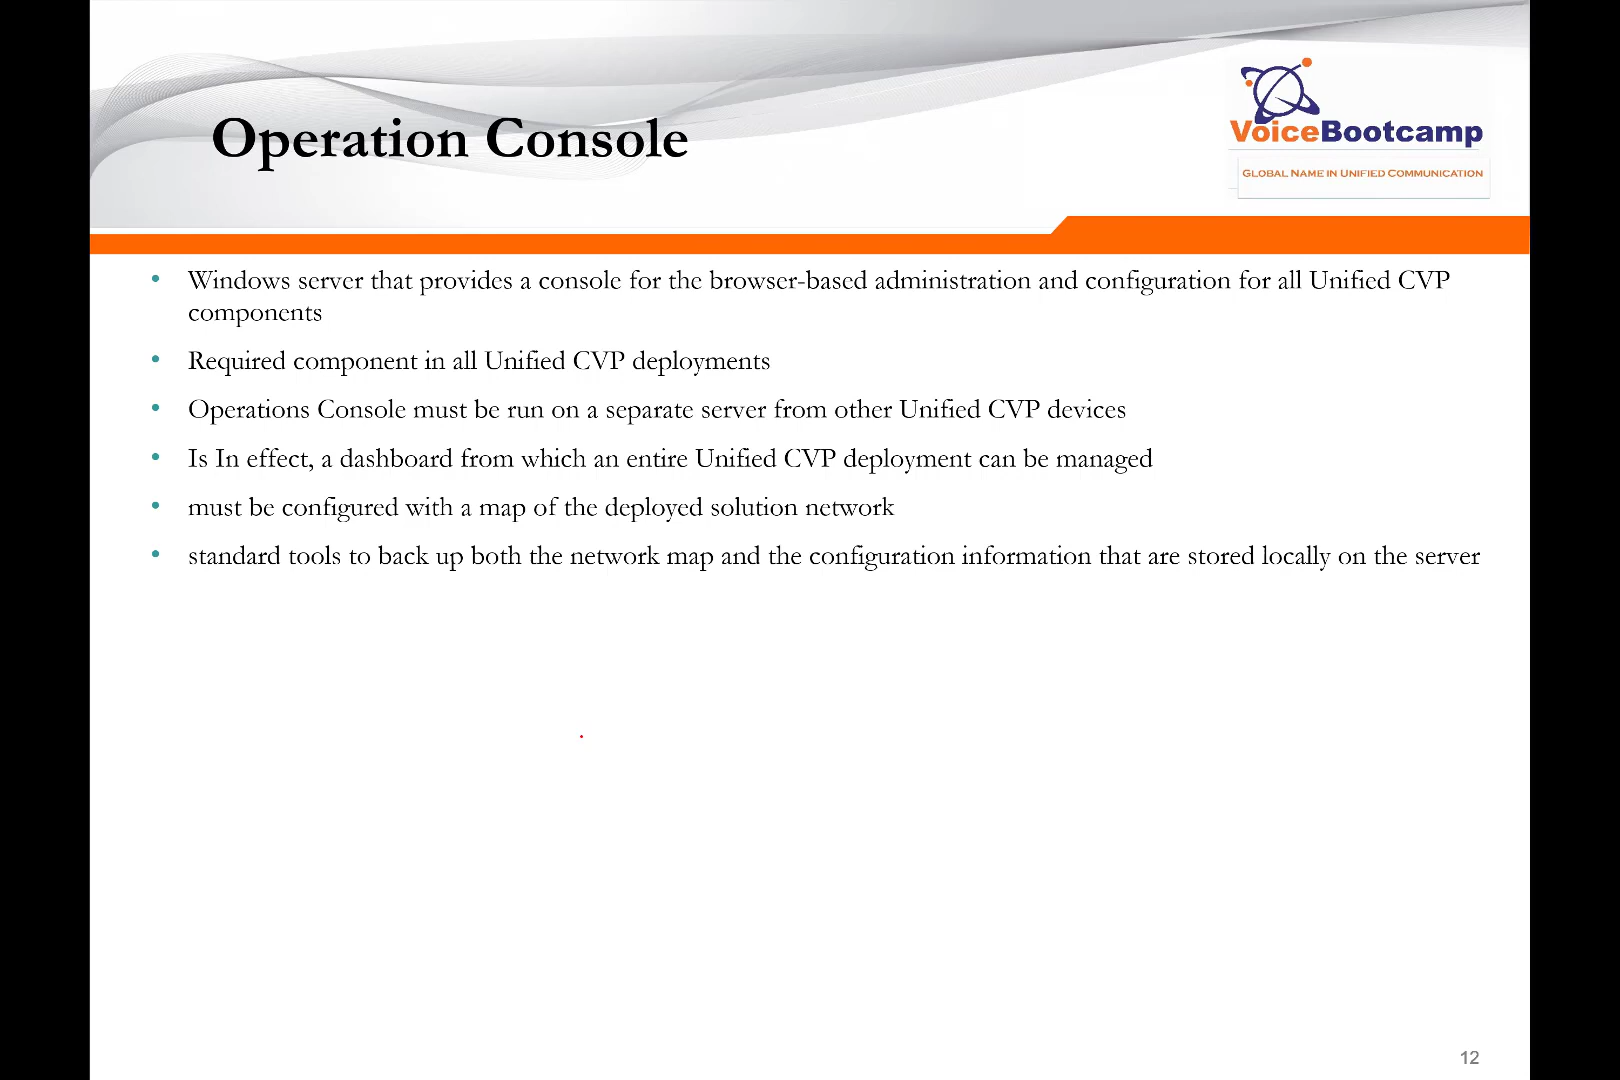 Operation Console
VoiceBootcamp
GLOBAL NAME IN UNIFIED COMMUNICATION
• Windows server that provides a console for the browser-based administration and configuration for all Unified CVP
components
• Required component in all Unified CVP deployments
• Operations Console must be run on a separate server from other Unified CVP devices
• Is In effect, a dashboard from which an entire Unified CVP deployment can be managed
• must be configured with a map of the deployed solution network
• standard tools to back up both the network map and the configuration information that are stored locally on the server
12